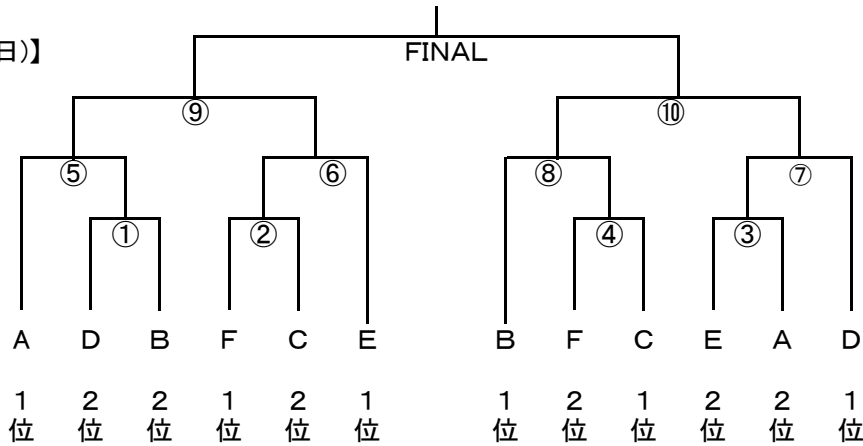 日)】
FINAL
⑨ ⑩
⑤ ⑥ ⑧ ⑦
① ② ④ ③
A D B F C E B F C E A D
1 2 2 1 2 1 1 2 1 2 2 1
位 位 位 位 位 位 位 位 位 位 位 位